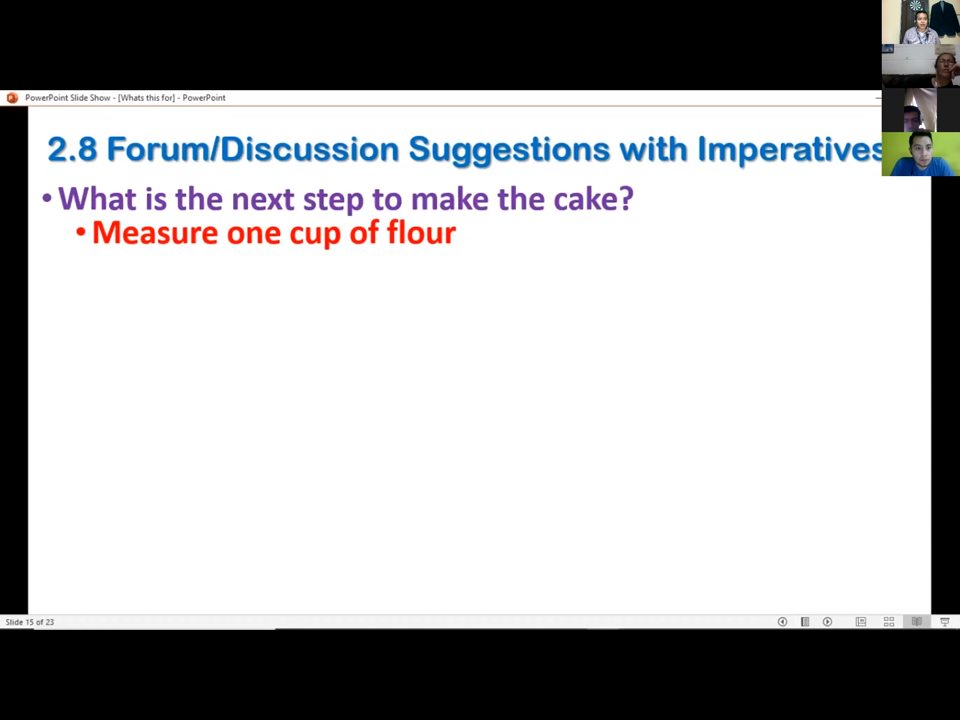 PowerPoint Slide Show - [Whats this for] - PowerPoint
2.8 Forum/Discussion Suggestions with Imperatives
• What is the next step to make the cake?
• Measure one cup of flour
Slide 15 of 23